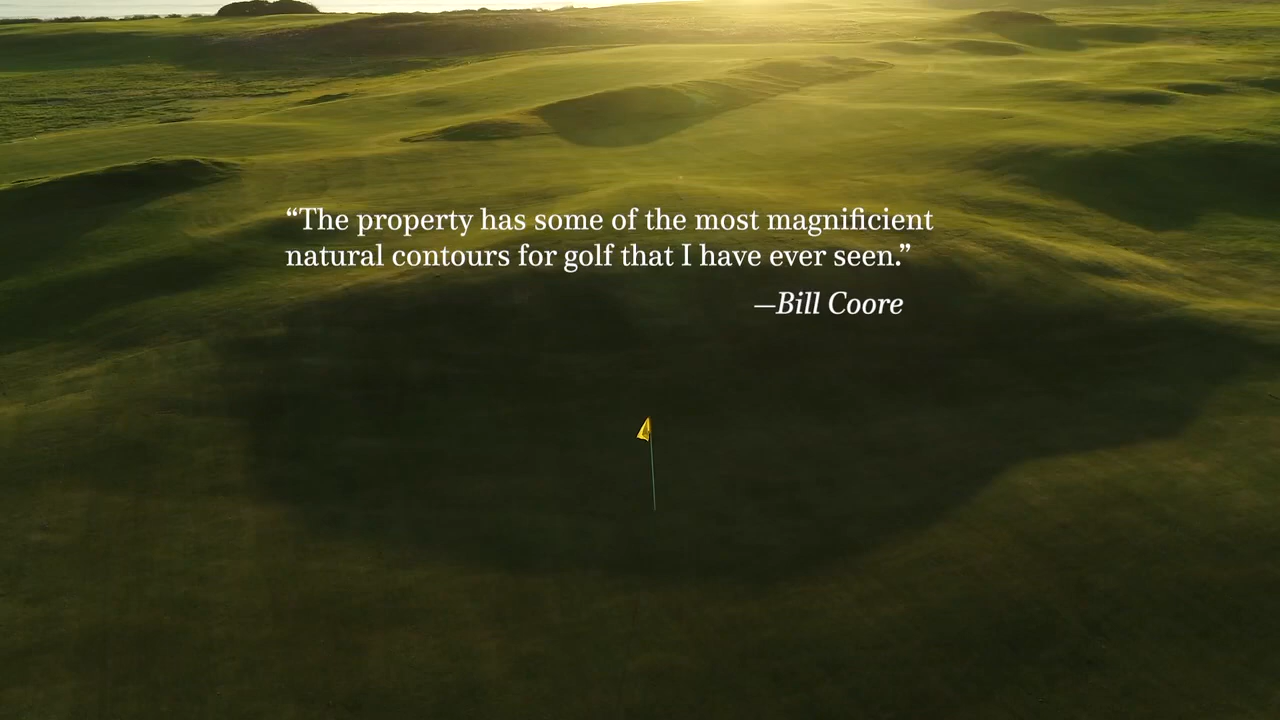 “The property has some of the most magnificient
natural contours for golf that I have ever seen.”
—Bill Coore